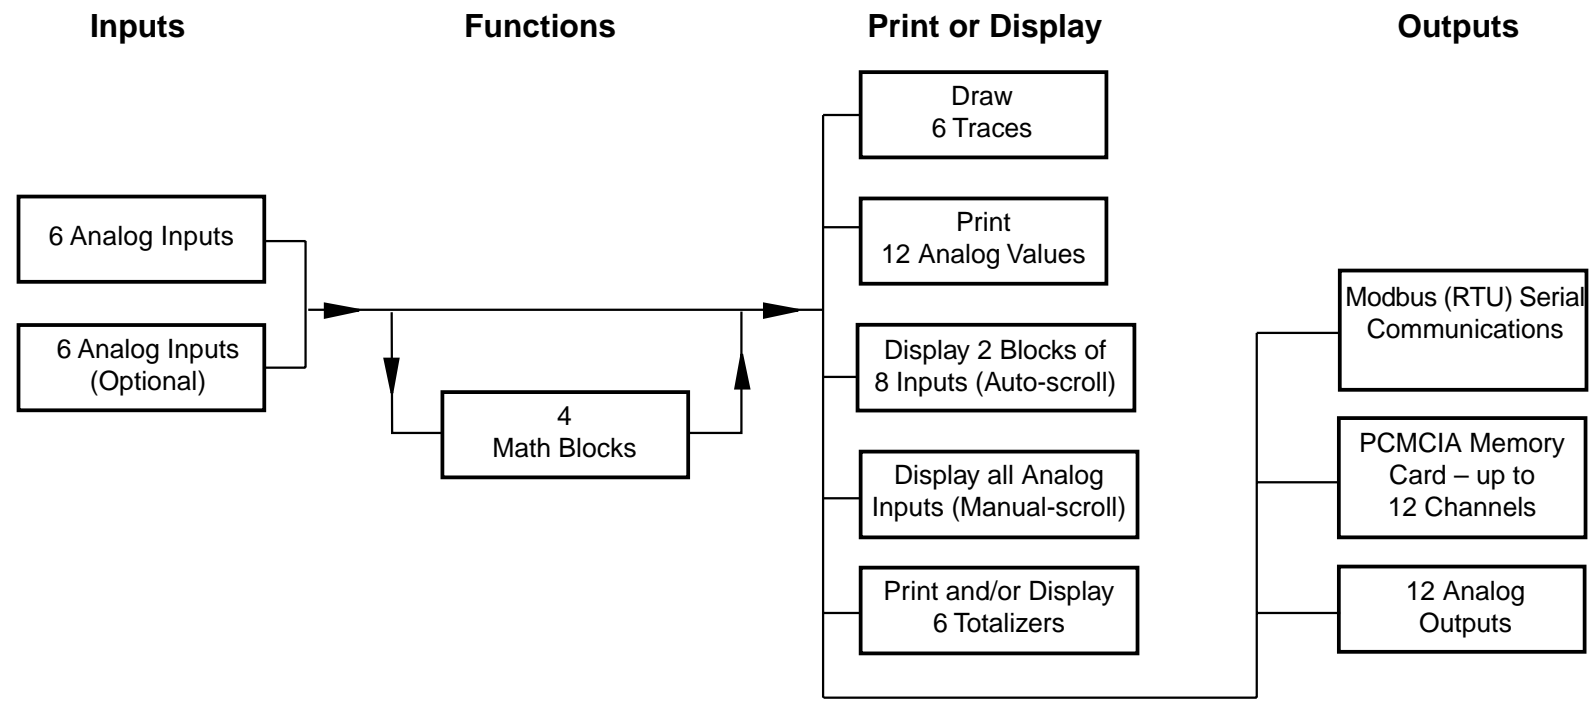 Inputs
Functions
Print or Display
Outputs
6 Analog Inputs
6 Analog Inputs
(Optional)
4
Math Blocks
Draw
6 Traces
Print
12 Analog Values
Display 2 Blocks of
8 Inputs (Auto-scroll)
Display all Analog
Inputs (Manual-scroll)
Print and/or Display
6 Totalizers
Modbus (RTU) Serial
Communications
PCMCIA Memory
Card – up to
12 Channels
12 Analog
Outputs